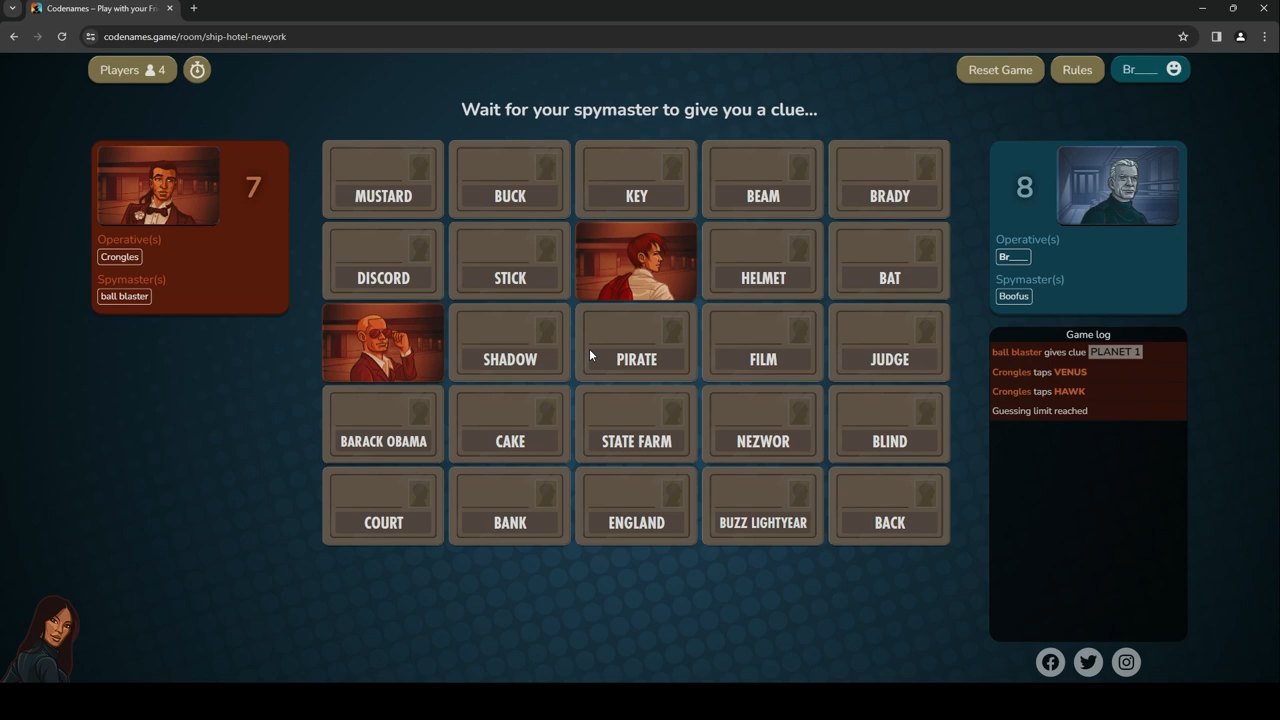 Codenames – Play with your Fri
codenames.game/room/ship-hotel-newyork
Players 4
Reset Game
Rules
Br____
Wait for your spymaster to give you a clue...
7
Operative(s)
Crongles
Spymaster(s)
ball blaster
MUSTARD
BUCK
KEY
BEAM
BRADY
DISCORD
STICK
HELMET
BAT
SHADOW
PIRATE
FILM
JUDGE
BARACK OBAMA
CAKE
STATE FARM
NEZWOR
BLIND
COURT
BANK
ENGLAND
BUZZ LIGHTYEAR
BACK
8
Operative(s)
Br____
Spymaster(s)
Boofus
Game log
ball blaster gives clue PLANET 1
Crongles taps VENUS
Crongles taps HAWK
Guessing limit reached